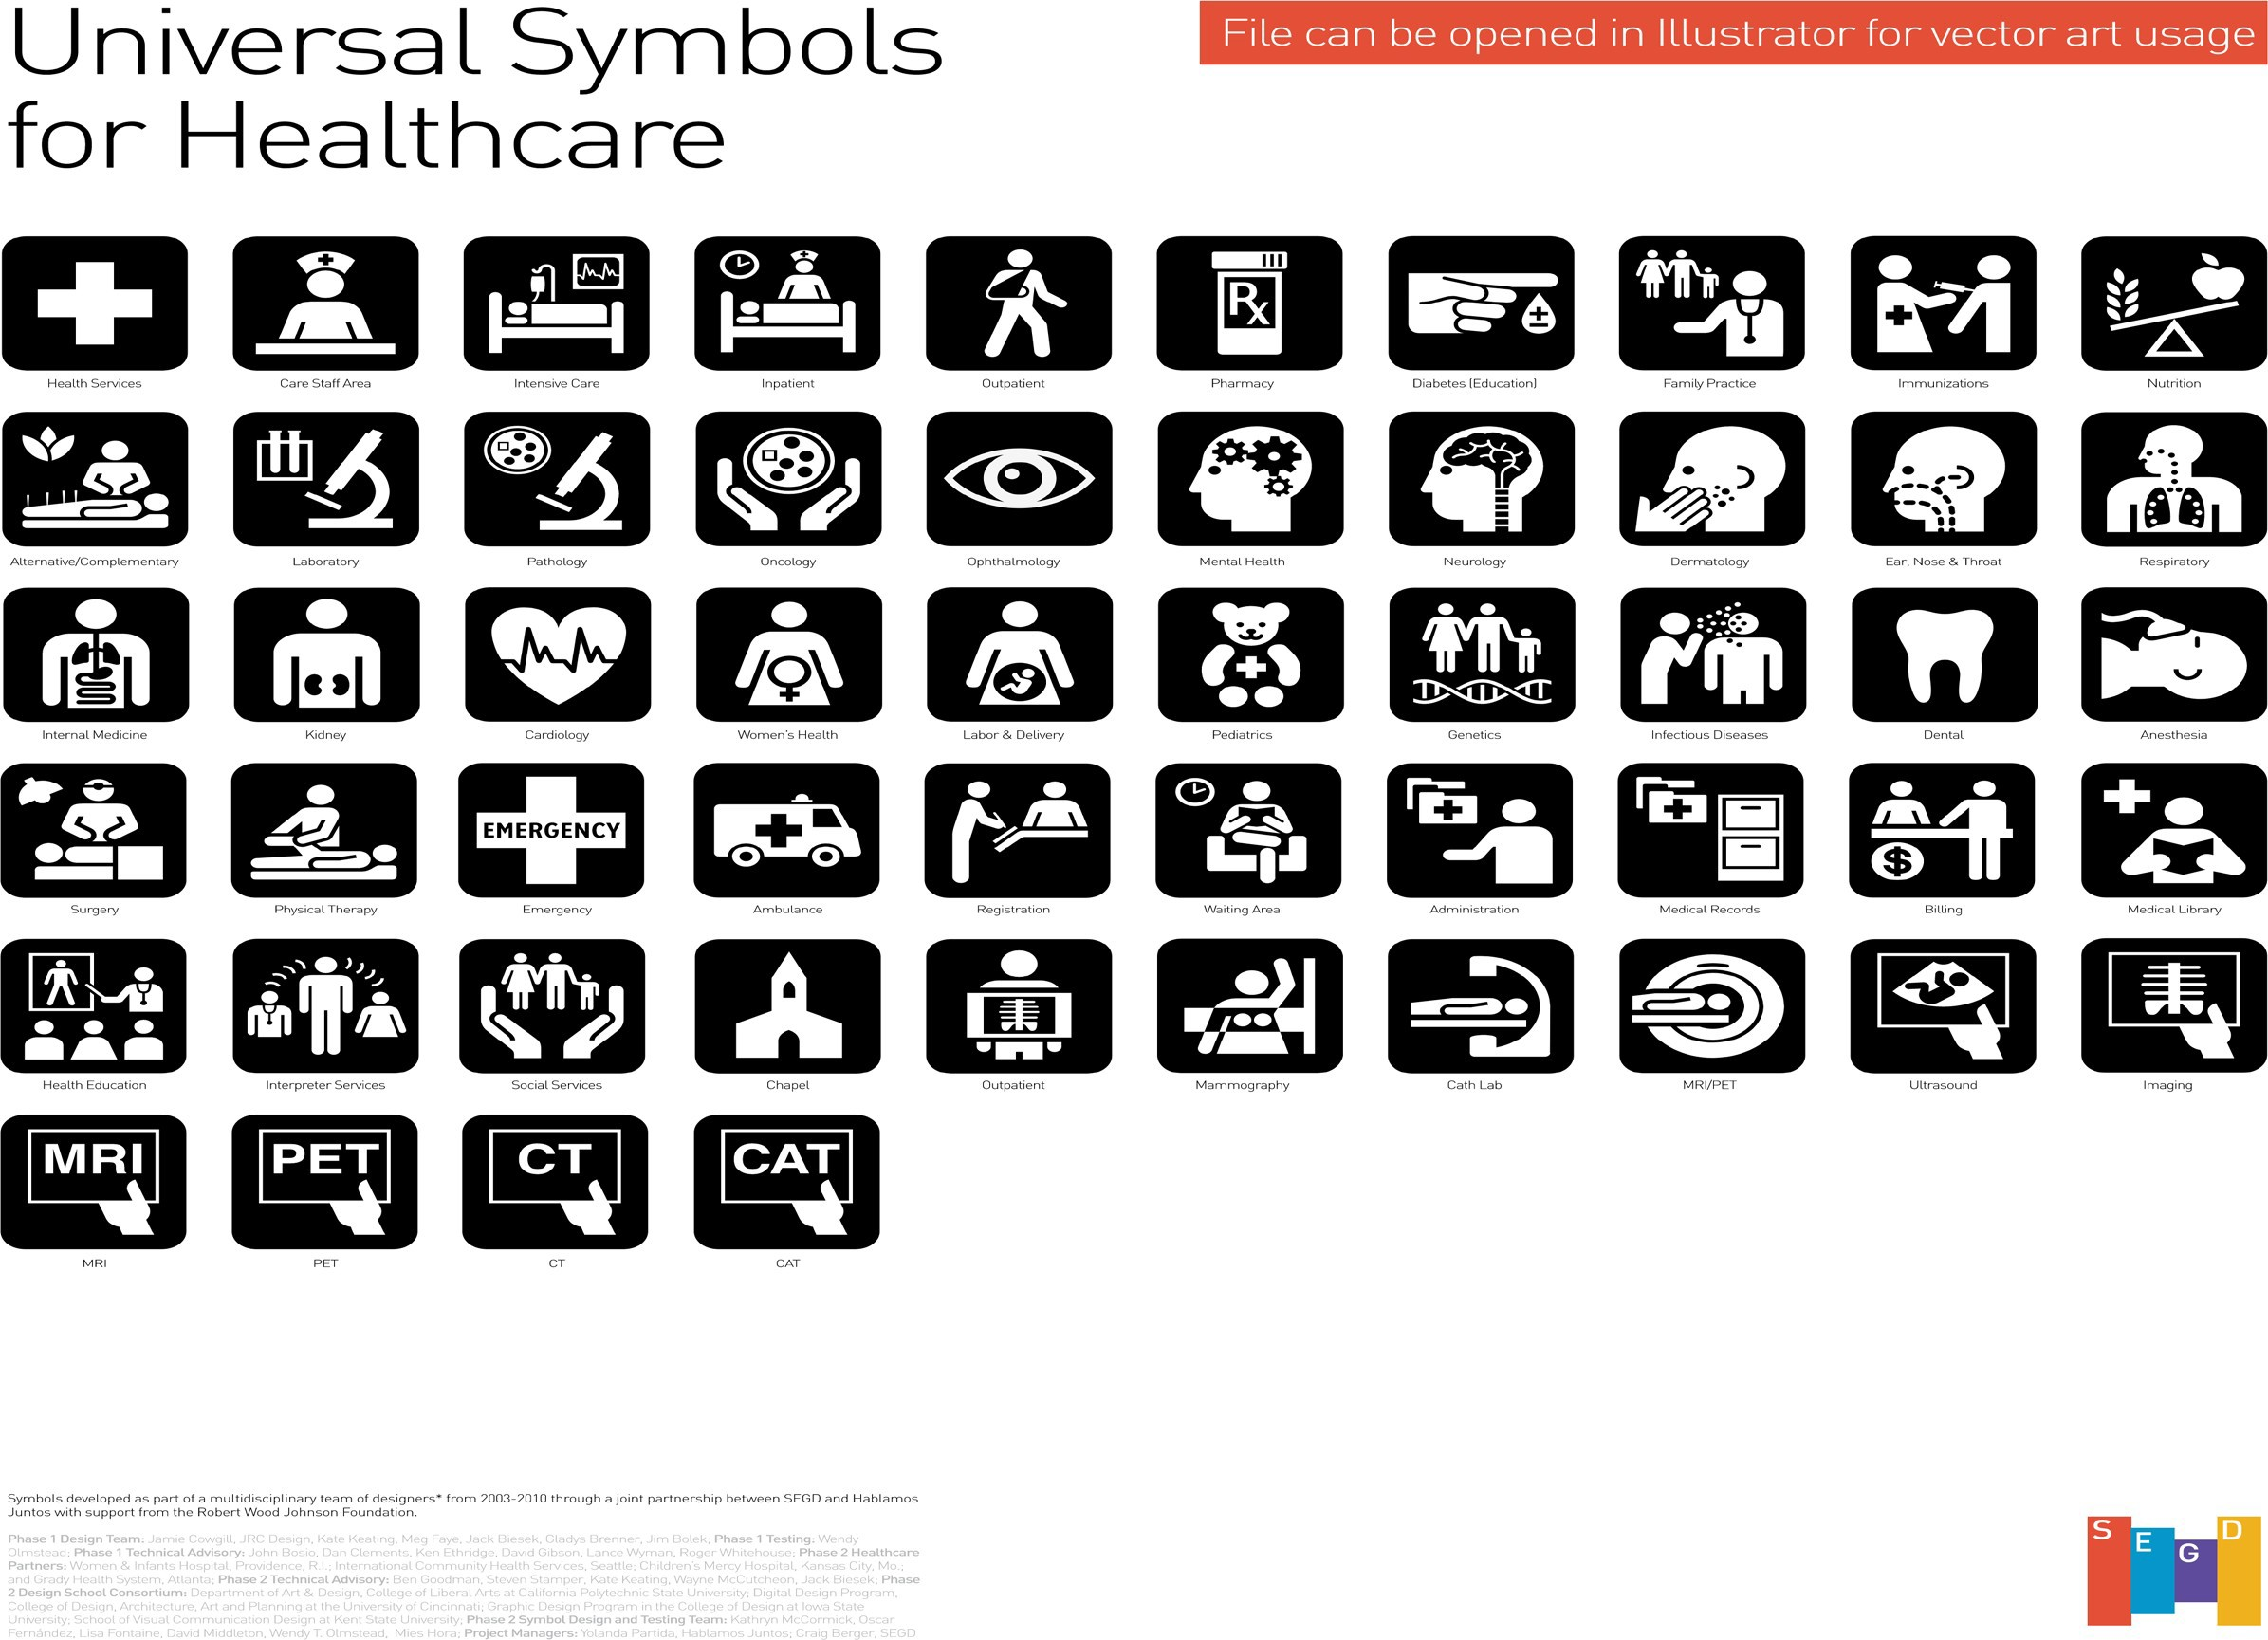 Universal Symbols
for Healthcare
File can be opened in Illustrator for vector art usage
Rx
Health Services
Care Staff Area
Intensive Care
Inpatient
Outpatient
Pharmacy
Diabetes (Education)
Family Practice
Immunizations
Nutrition
Alternative/Complementary
Laboratory
Pathology
Oncology
Ophthalmology
Mental Health
Neurology
Dermatology
Ear, Nose & Throat
Respiratory
Internal Medicine
Kidney
Cardiology
Women's Health
Labor & Delivery
Pediatrics
Genetics
Infectious Diseases
Dental
Anesthesia
EMERGENCY
$
Surgery
Physical Therapy
Emergency
Ambulance
Registration
Waiting Area
Administration
Medical Records
Billing
Medical Library
Health Education
Interpreter Services
Social Services
Chapel
Outpatient
Mammography
Cath Lab
MRI/PET
Ultrasound
Imaging
MRI
PET
CT
CAT
MRI
PET
CT
CAT
Symbols developed as part of a multidisciplinary team of designers* from 2003-2010 through a joint partnership between SEGD and Hablamos
Juntos with support from the Robert Wood Johnson Foundation.
Phase 1 Design Team: Jamie Cowgill, JRC Design, Kate Keating, Meg Faye, Jack Biesek, Gladys Brenner, Jim Bolek; Phase 1 Testing: Wendy
Olmstead; Phase 1 Technical Advisory: John Bosio, Dan Clements, Ken Ethridge, David Gibson, Lance Wyman, Roger Whitehouse; Phase 2 Healthcare
Partners: Women & Infants Hospital, Providence, R.I.; International Community Health Services, Seattle; Children's Mercy Hospital, Kansas City, Mo.;
and Grady Health System, Atlanta; Phase 2 Technical Advisory: Ben Goodman, Steven Stamper, Kate Keating, Wayne McCutcheon, Jack Biesek; Phase
2 Design School Consortium: Department of Art & Design, College of Liberal Arts at California Polytechnic State University; Digital Design Program,
College of Design, Architecture, Art and Planning at the University of Cincinnati; Graphic Design Program in the College of Design at Iowa State
University; School of Visual Communication Design at Kent State University; Phase 2 Symbol Design and Testing Team: Kathryn McCormick, Oscar
Fernández, Lisa Fontaine, David Middleton, Wendy T. Olmstead, Mies Hora; Project Managers: Yolanda Partida, Hablamos Juntos; Craig Berger, SEGD
SEGD